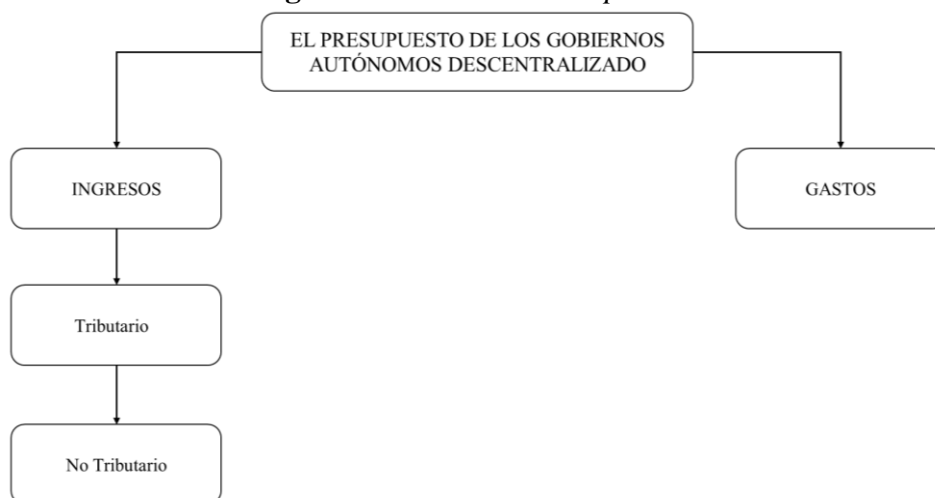 EL PRESUPUESTO DE LOS GOBIERNOS
AUTÓNOMOS DESCENTRALIZADO
INGRESOS
GASTOS
Tributario
No Tributario